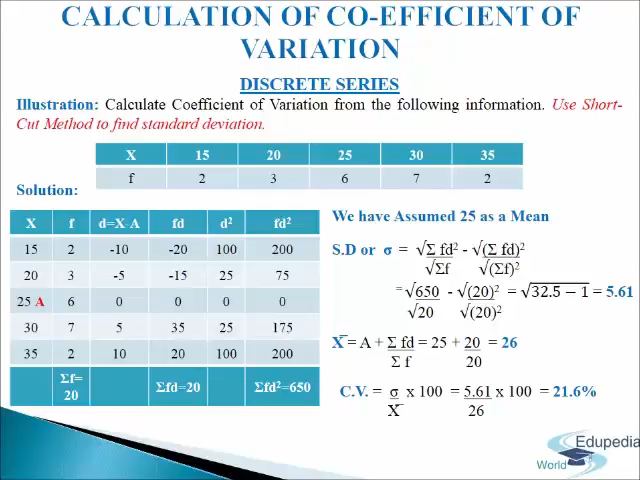 CALCULATION OF CO-EFFICIENT OF
VARIATION
DISCRETE SERIES
Illustration: Calculate Coefficient of Variation from the following information. Use Short-
Cut Method to find standard deviation.
X 15 20 25 30 35
f 2 3 6 7 2
Solution:
X f d=X-A fd d² fd²
15 2 -10 -20 100 200
20 3 -5 -15 25 75
25 A 6 0 0 0 0
30 7 5 35 25 175
35 2 10 20 100 200
Σf= 20 Σfd=20 Σfd²=650
We have Assumed 25 as a Mean
S.D or σ = √Σ fd² - √(Σ fd)²
√Σf √(Σf)²
= √650 - √(20)² = √32.5 − 1 = 5.61
√20 √(20)²
X̄ = A + Σ fd = 25 + 20 = 26
Σ f 20
C.V. = σ x 100 = 5.61 x 100 = 21.6%
X̄ 26
Edupedia
World